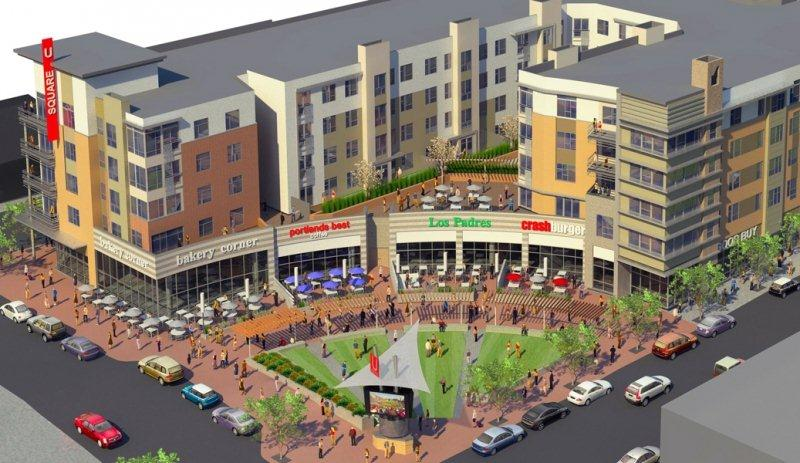 U SQUARE
bakery corner
bakery corner
portlands best
coffee
Los Padres
crashburger
U